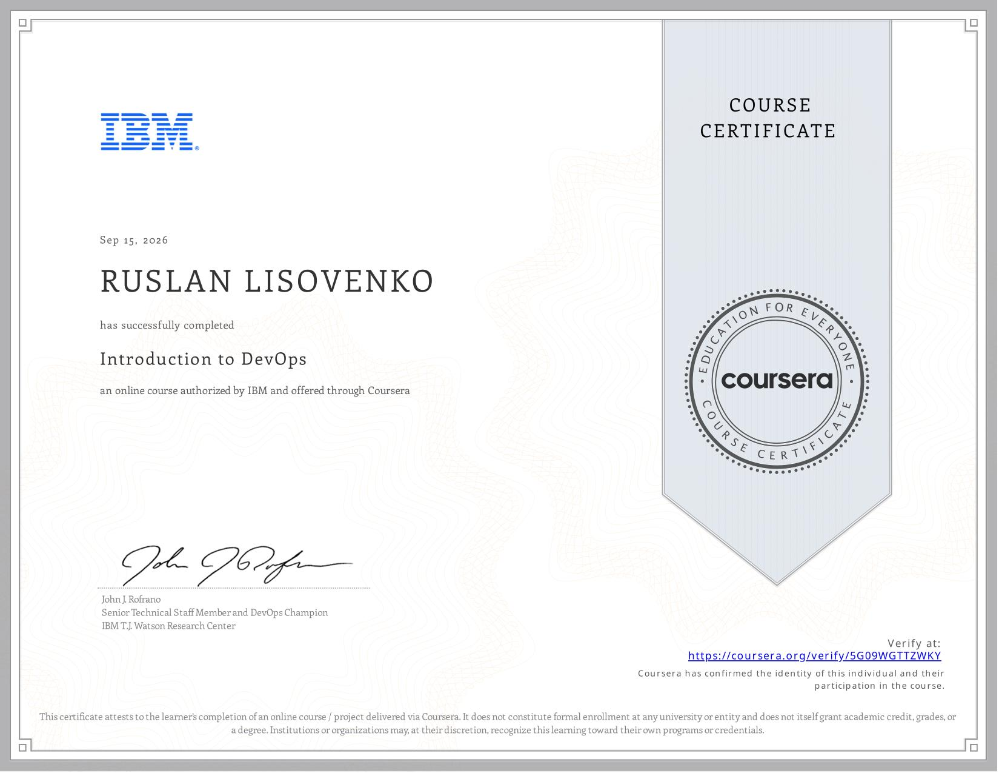 COURSE
CERTIFICATE
IBM®
Sep 15, 2026
RUSLAN LISOVENKO
has successfully completed
Introduction to DevOps
an online course authorized by IBM and offered through Coursera
EDUCATION FOR EVERYONE
coursera
COURSE CERTIFICATE
John J Rofrano
John J. Rofrano
Senior Technical Staff Member and DevOps Champion
IBM T.J. Watson Research Center
Verify at:
https://coursera.org/verify/5G09WGTTZWKY
Coursera has confirmed the identity of this individual and their
participation in the course.
This certificate attests to the learner's completion of an online course / project delivered via Coursera. It does not constitute formal enrollment at any university or entity and does not itself grant academic credit, grades, or
a degree. Institutions or organizations may, at their discretion, recognize this learning toward their own programs or credentials.